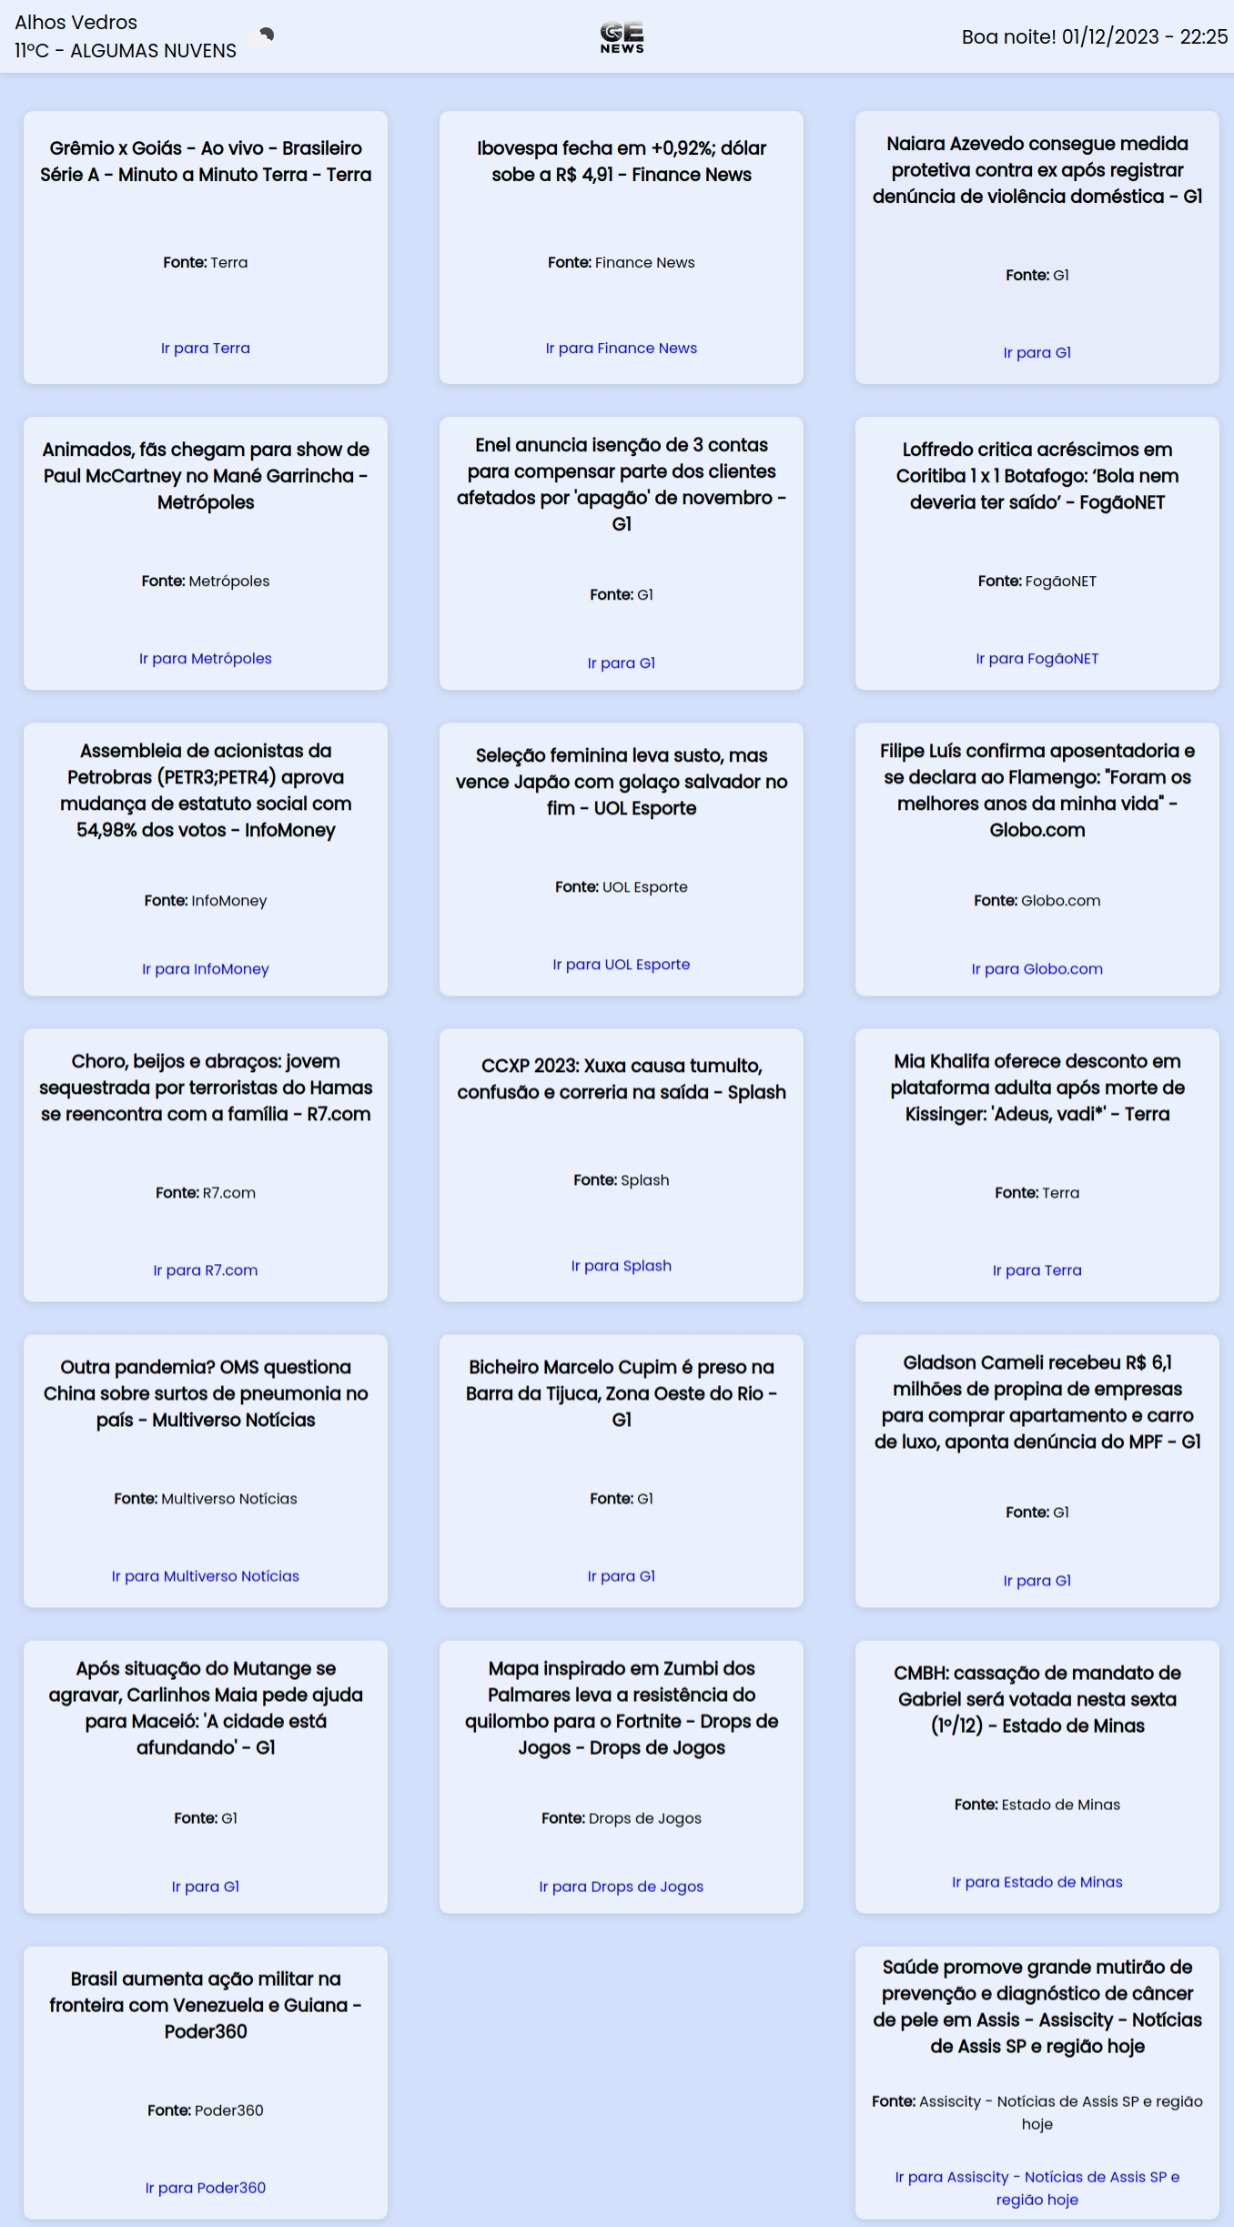 Alhos Vedros
11ºC - ALGUMAS NUVENS
GE
NEWS
Boa noite! 01/12/2023 - 22:25
Grêmio x Goiás - Ao vivo - Brasileiro
Série A - Minuto a Minuto Terra - Terra
Fonte: Terra
Ir para Terra
Ibovespa fecha em +0,92%; dólar
sobe a R$ 4,91 - Finance News
Fonte: Finance News
Ir para Finance News
Naiara Azevedo consegue medida
protetiva contra ex após registrar
denúncia de violência doméstica - G1
Fonte: G1
Ir para G1
Animados, fãs chegam para show de
Paul McCartney no Mané Garrincha -
Metrópoles
Fonte: Metrópoles
Ir para Metrópoles
Enel anuncia isenção de 3 contas
para compensar parte dos clientes
afetados por 'apagão' de novembro -
G1
Fonte: G1
Ir para G1
Loffredo critica acréscimos em
Coritiba 1 x 1 Botafogo: ‘Bola nem
deveria ter saído’ - FogãoNET
Fonte: FogãoNET
Ir para FogãoNET
Assembleia de acionistas da
Petrobras (PETR3;PETR4) aprova
mudança de estatuto social com
54,98% dos votos - InfoMoney
Fonte: InfoMoney
Ir para InfoMoney
Seleção feminina leva susto, mas
vence Japão com golaço salvador no
fim - UOL Esporte
Fonte: UOL Esporte
Ir para UOL Esporte
Filipe Luís confirma aposentadoria e
se declara ao Flamengo: "Foram os
melhores anos da minha vida" -
Globo.com
Fonte: Globo.com
Ir para Globo.com
Choro, beijos e abraços: jovem
sequestrada por terroristas do Hamas
se reencontra com a família - R7.com
Fonte: R7.com
Ir para R7.com
CCXP 2023: Xuxa causa tumulto,
confusão e correria na saída - Splash
Fonte: Splash
Ir para Splash
Mia Khalifa oferece desconto em
plataforma adulta após morte de
Kissinger: 'Adeus, vadi*' - Terra
Fonte: Terra
Ir para Terra
Outra pandemia? OMS questiona
China sobre surtos de pneumonia no
país - Multiverso Notícias
Fonte: Multiverso Notícias
Ir para Multiverso Notícias
Bicheiro Marcelo Cupim é preso na
Barra da Tijuca, Zona Oeste do Rio -
G1
Fonte: G1
Ir para G1
Gladson Cameli recebeu R$ 6,1
milhões de propina de empresas
para comprar apartamento e carro
de luxo, aponta denúncia do MPF - G1
Fonte: G1
Ir para G1
Após situação do Mutange se
agravar, Carlinhos Maia pede ajuda
para Maceió: 'A cidade está
afundando' - G1
Fonte: G1
Ir para G1
Mapa inspirado em Zumbi dos
Palmares leva a resistência do
quilombo para o Fortnite - Drops de
Jogos - Drops de Jogos
Fonte: Drops de Jogos
Ir para Drops de Jogos
CMBH: cassação de mandato de
Gabriel será votada nesta sexta
(1º/12) - Estado de Minas
Fonte: Estado de Minas
Ir para Estado de Minas
Brasil aumenta ação militar na
fronteira com Venezuela e Guiana -
Poder360
Fonte: Poder360
Ir para Poder360
Saúde promove grande mutirão de
prevenção e diagnóstico de câncer
de pele em Assis - Assiscity - Notícias
de Assis SP e região hoje
Fonte: Assiscity - Notícias de Assis SP e região
hoje
Ir para Assiscity - Notícias de Assis SP e
região hoje